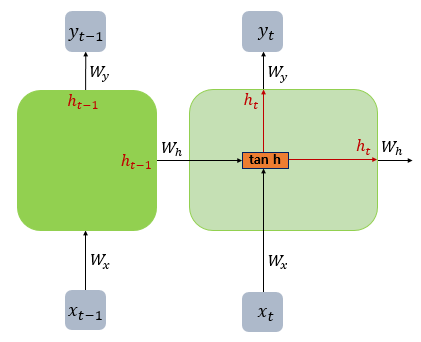 y_{t-1}
y_t
W_y
W_y
h_{t-1}
h_t
W_h
h_t
W_h
h_{t-1}
tan h
W_x
W_x
x_{t-1}
x_t